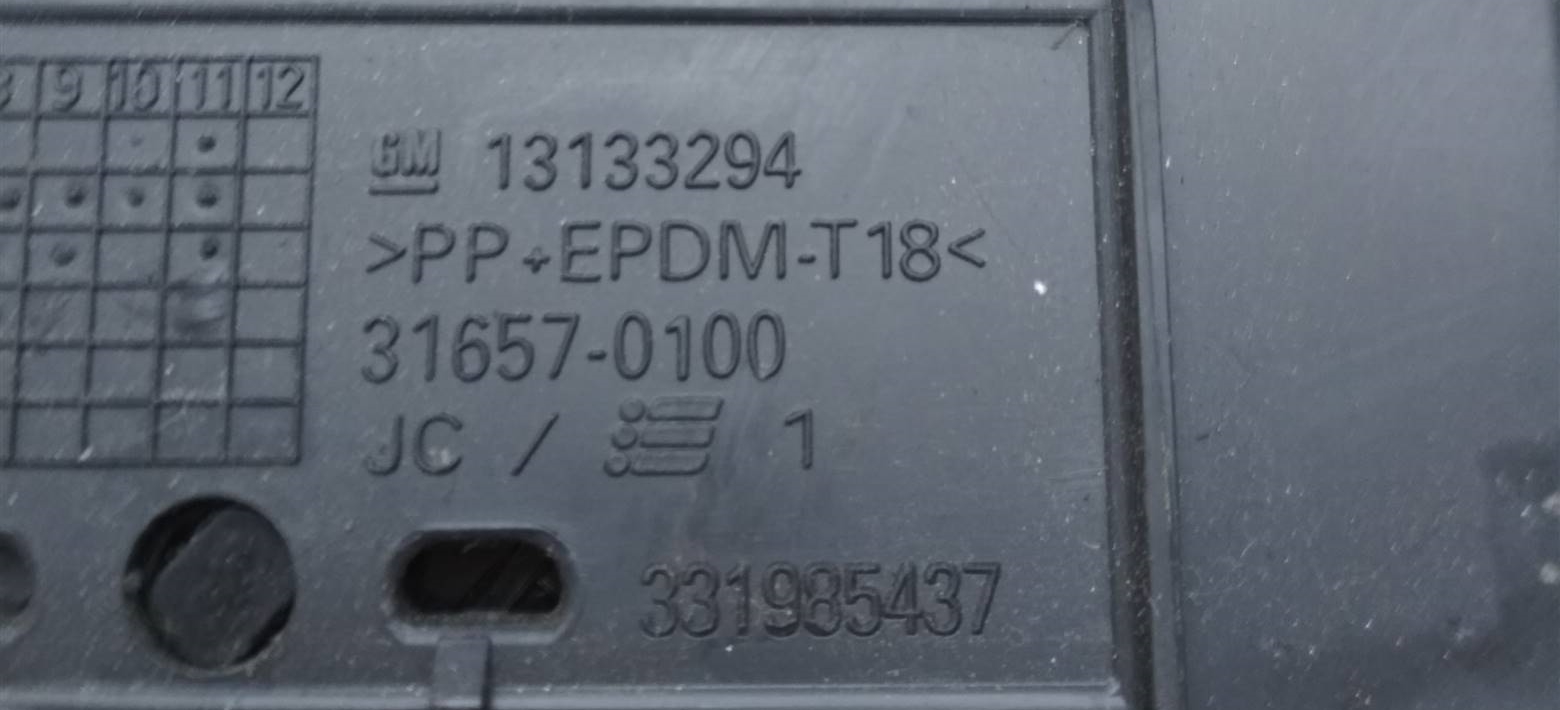 9 10 11 12
GM 13133294
>PP+EPDM-T18<
31657-0100
JC / 1
331985437